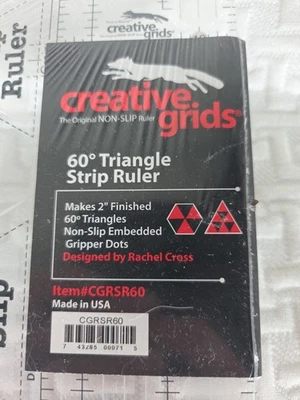 creative
grids®
Ruler
creative
grids®
The Original NON-SLIP Ruler
60° Triangle
Strip Ruler
Makes 2" Finished
60º Triangles
Non-Slip Embedded
Gripper Dots
Designed by Rachel Cross
Item#CGRSR60
Made in USA
CGRSR60
7 43285 00071 5